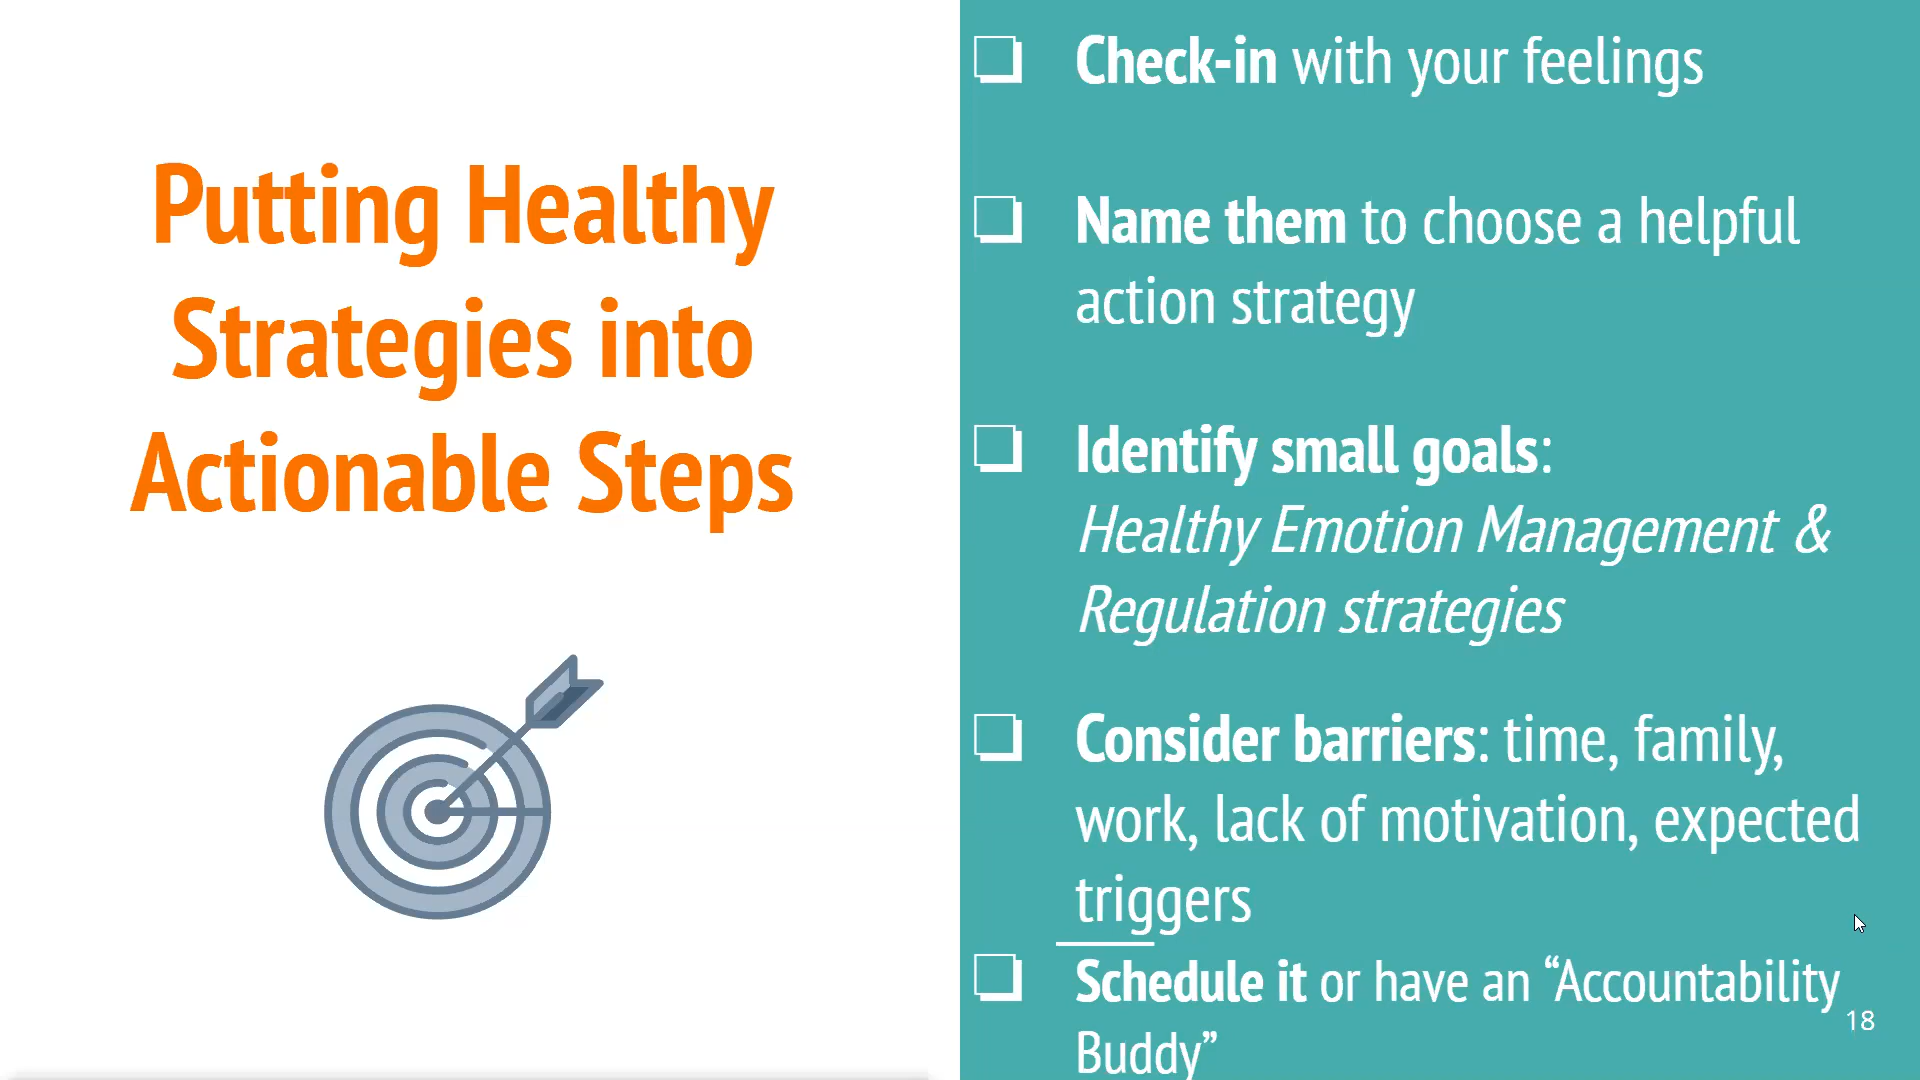 Putting Healthy
Strategies into
Actionable Steps
Check-in with your feelings
Name them to choose a helpful
action strategy
Identify small goals:
Healthy Emotion Management &
Regulation strategies
Consider barriers: time, family,
work, lack of motivation, expected
triggers
Schedule it or have an “Accountability
Buddy”
18